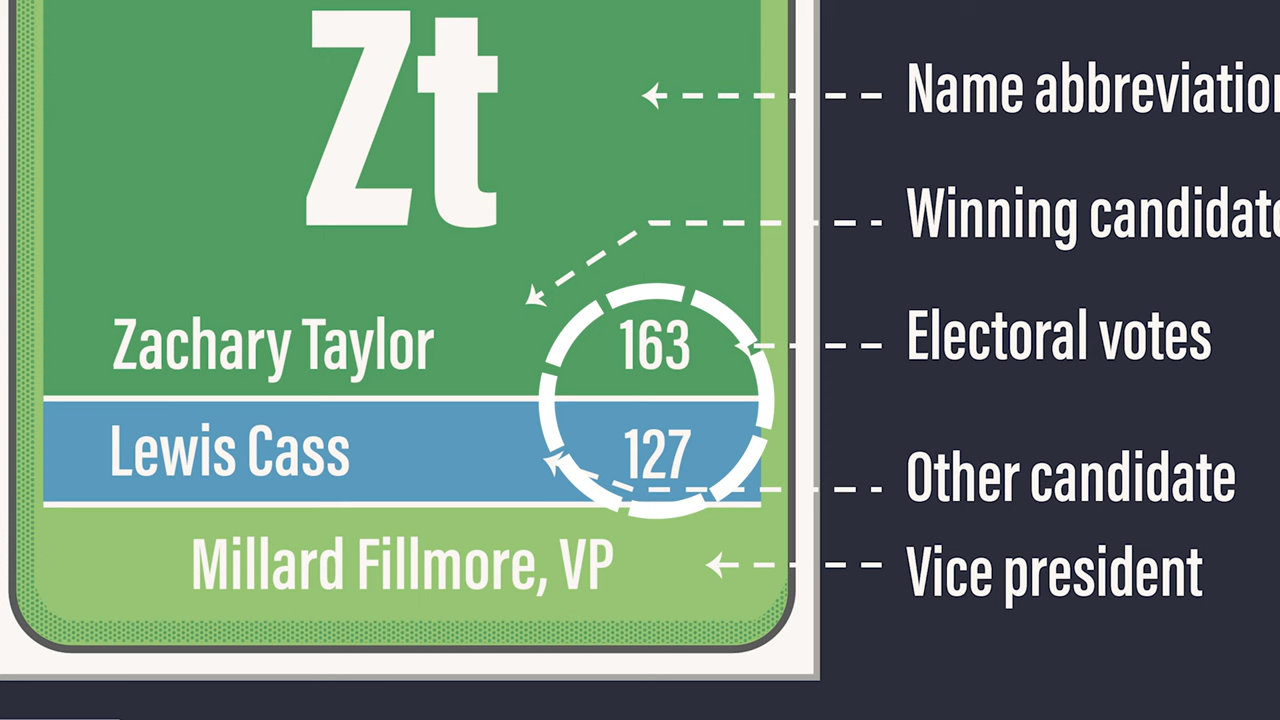 Zt
Name abbreviation
Winning candidate
Zachary Taylor 163
Electoral votes
Lewis Cass 127
Other candidate
Millard Fillmore, VP
Vice president